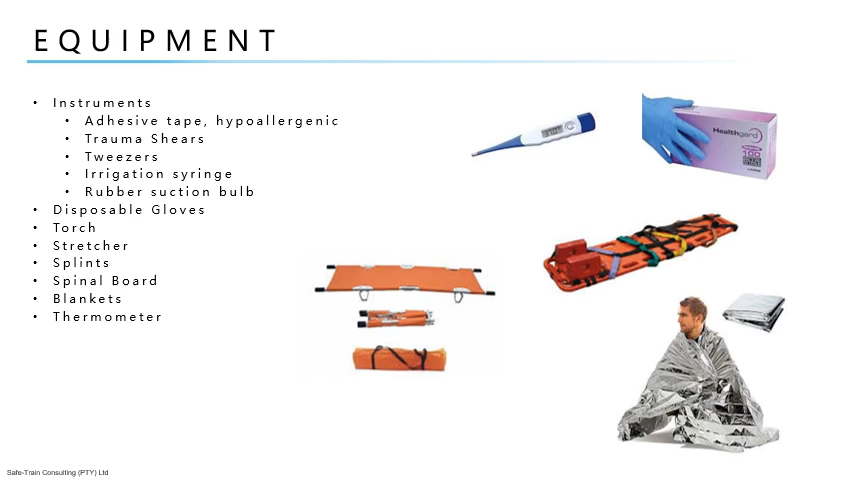 EQUIPMENT
• Instruments
• Adhesive tape, hypoallergenic
• Trauma Shears
• Tweezers
• Irrigation syringe
• Rubber suction bulb
• Disposable Gloves
• Torch
• Stretcher
• Splints
• Spinal Board
• Blankets
• Thermometer
Healthgard
100
Safe-Train Consulting (PTY) Ltd